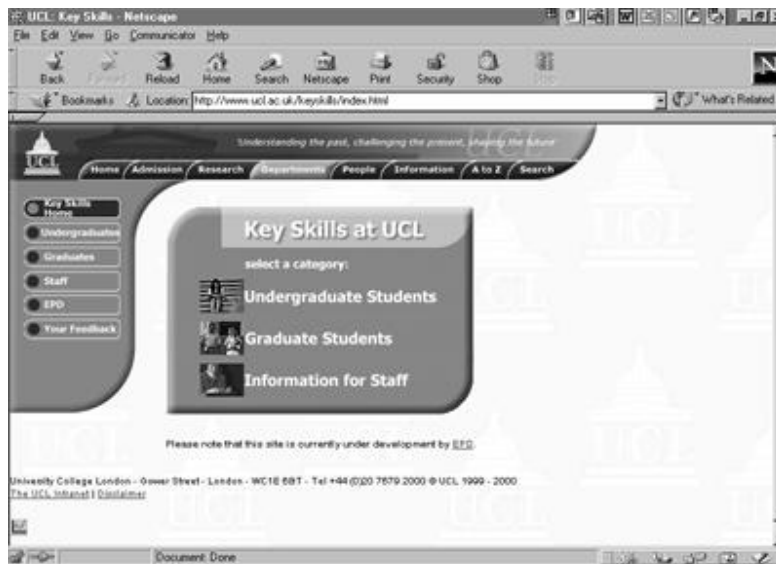 UCL: Key Skills - Netscape
File Edit View Go Communicator Help
Back Reload Home Search Netscape Print Security Shop
Bookmarks Location: http://www.ucl.ac.uk/keyskills/index.html What's Related
Understanding the past, challenging the present, shaping the future
UCL
Home Admission Research Departments People Information A to Z Search
Key Skills
Home
Undergraduates
Graduates
Staff
EPD
Your Feedback
Key Skills at UCL
select a category:
Undergraduate Students
Graduate Students
Information for Staff
Please note that this site is currently under development by EPD.
University College London - Gower Street - London - WC1E 6BT - Tel +44 (0)20 7679 2000 © UCL 1999 - 2000
The UCL Intranet | Disclaimer
Document: Done